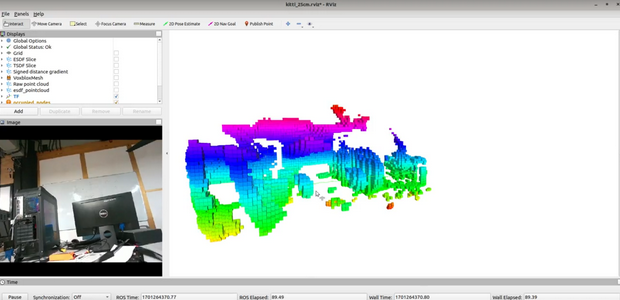 kitti_25cm.rviz* - RViz
File Panels Help
Interact Move Camera Select Focus Camera Measure 2D Pose Estimate 2D Nav Goal Publish Point
Displays
Global Options
Global Status: Ok
Grid
ESDF Slice
TSDF Slice
Signed distance gradient
VoxbloxMesh
Raw point cloud
esdf_pointcloud
TF
occupied_nodes
Add Duplicate Remove Rename
Image
DELL
Time
Pause Synchronization: Off ROS Time: 1701264370.77 ROS Elapsed: 89.49 Wall Time: 1701264370.80 Wall Elapsed: 89.39